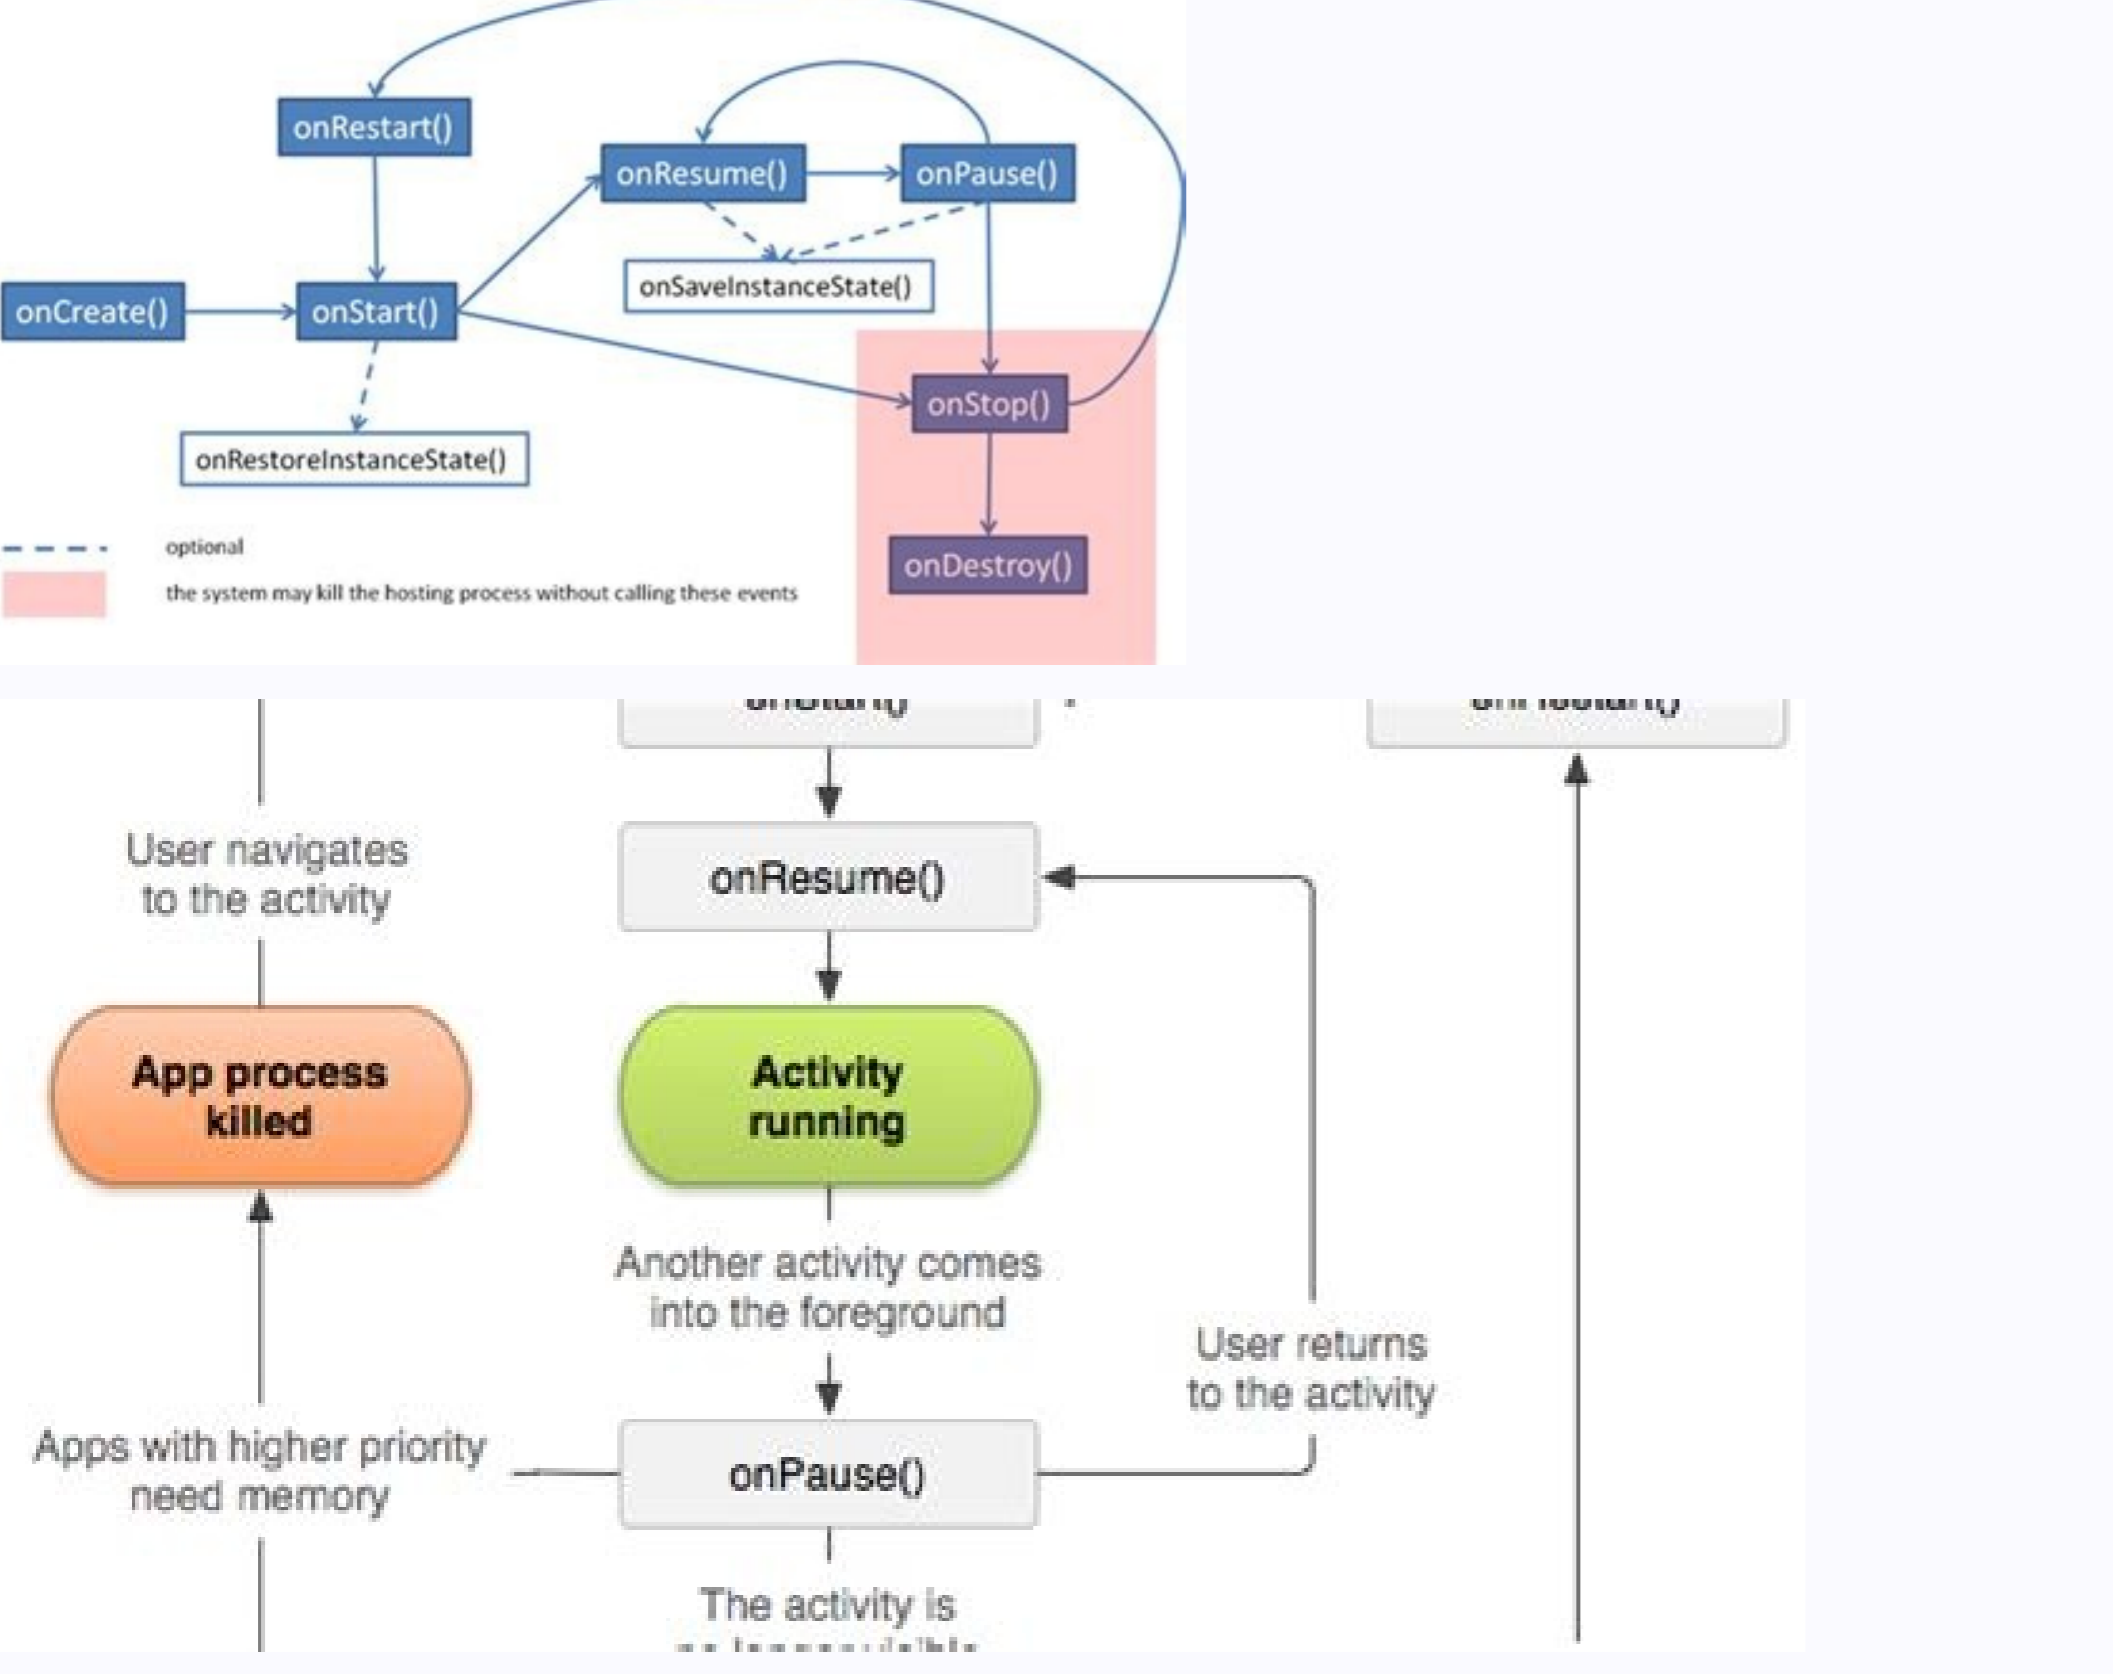 onRestart()
onResume()
onPause()
onSaveInstanceState()
onCreate()
onStart()
onStop()
onRestoreInstanceState()
optional
onDestroy()
the system may kill the hosting process without calling these events
User navigates
to the activity
onResume()
App process
killed
Activity
running
Another activity comes
into the foreground
User returns
to the activity
Apps with higher priority
need memory
onPause()
The activity is